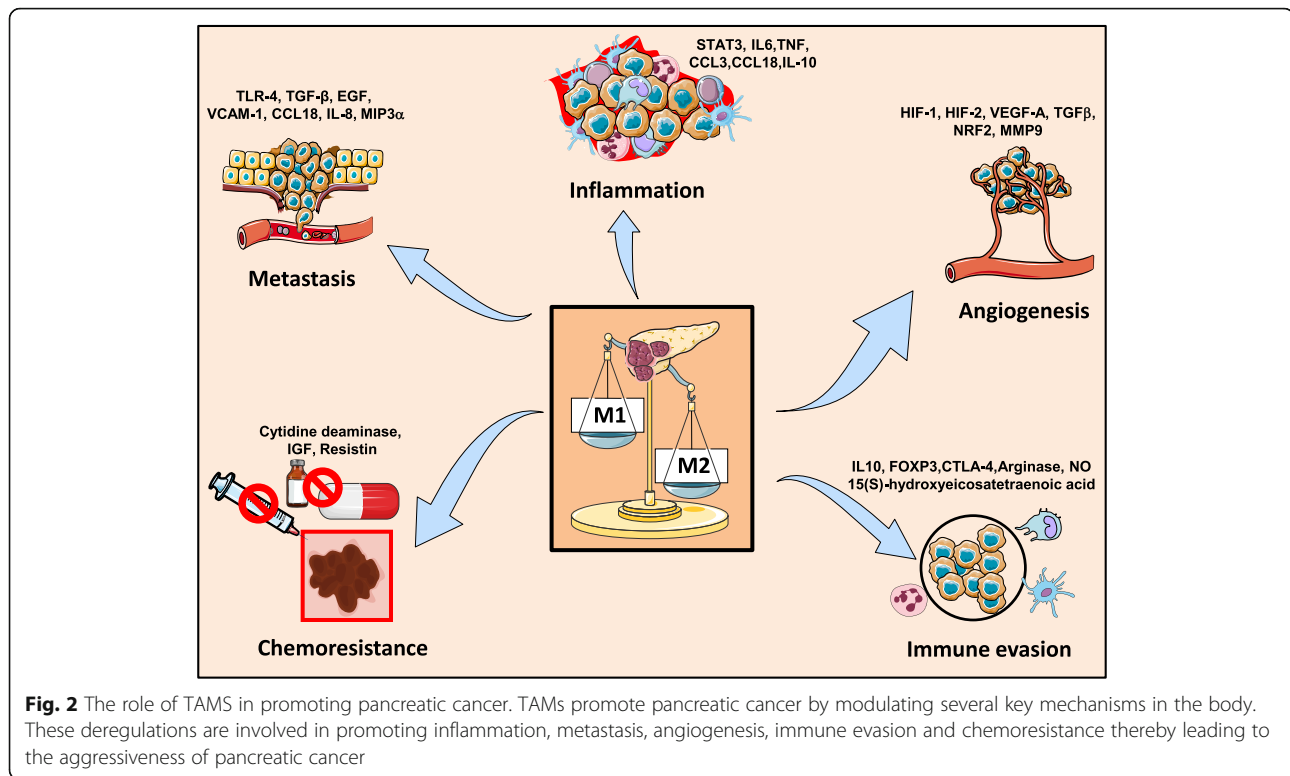 STAT3, IL6,TNF,
CCL3,CCL18,IL-10
Inflammation
TLR-4, TGF-β, EGF,
VCAM-1, CCL18, IL-8, MIP3α
Metastasis
HIF-1, HIF-2, VEGF-A, TGFβ,
NRF2, MMP9
Angiogenesis
M1
M2
Cytidine deaminase,
IGF, Resistin
Chemoresistance
IL10, FOXP3,CTLA-4,Arginase, NO
15(S)-hydroxyeicosatetraenoic acid
Immune evasion
Fig. 2 The role of TAMS in promoting pancreatic cancer. TAMs promote pancreatic cancer by modulating several key mechanisms in the body.
These deregulations are involved in promoting inflammation, metastasis, angiogenesis, immune evasion and chemoresistance thereby leading to
the aggressiveness of pancreatic cancer